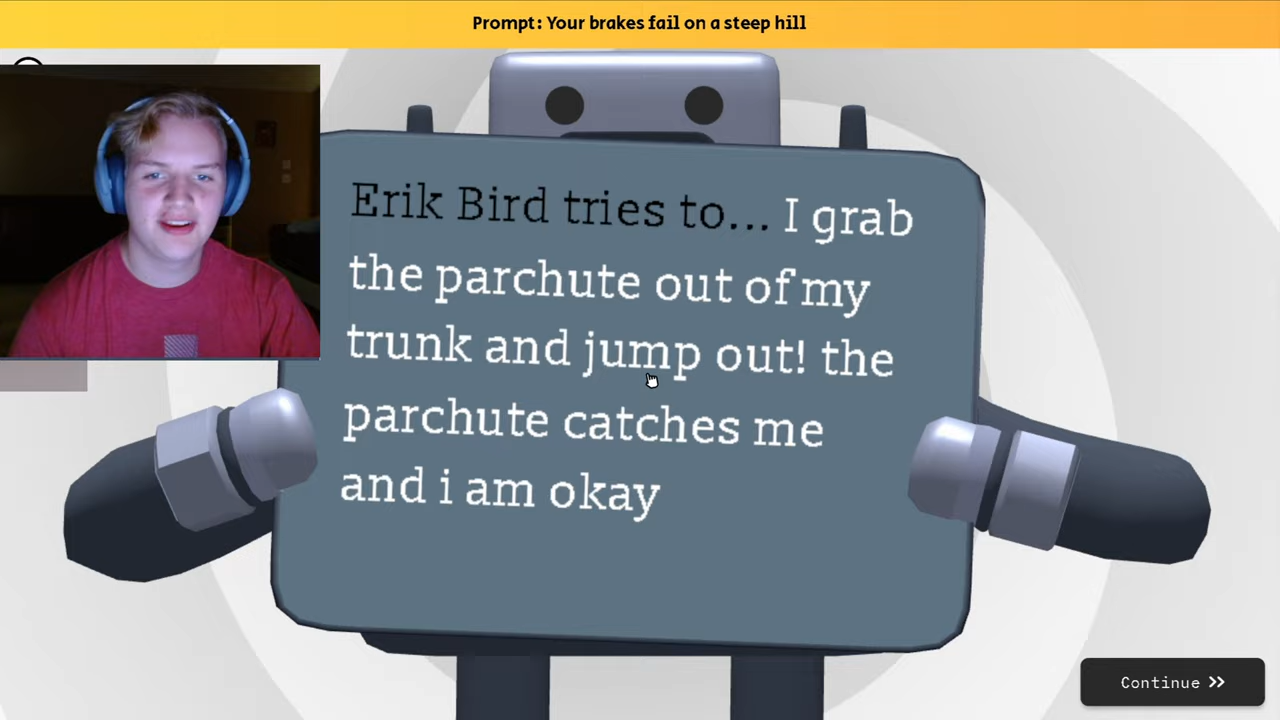 Prompt: Your brakes fail on a steep hill
Erik Bird tries to... I grab
the parchute out of my
trunk and jump out! the
parchute catches me
and i am okay
Continue